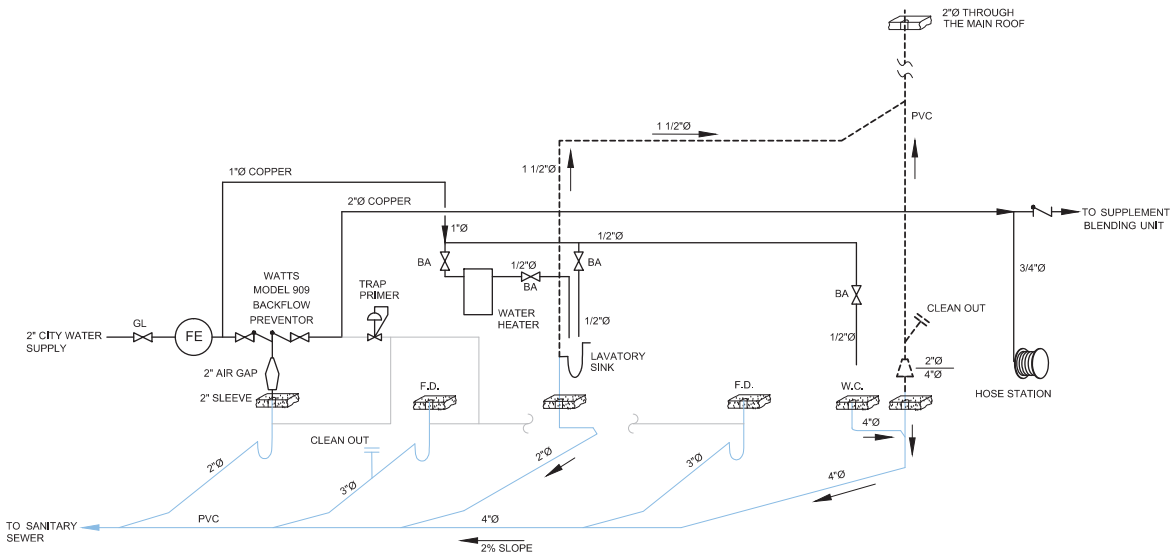 2"Ø THROUGH
THE MAIN ROOF
PVC
1 1/2"Ø
1 1/2"Ø
1"Ø COPPER
2"Ø COPPER
TO SUPPLEMENT
BLENDING UNIT
1"Ø
1/2"Ø
BA
1/2"Ø
BA
BA
WATTS
MODEL 909
BACKFLOW
PREVENTOR
TRAP
PRIMER
WATER
HEATER
BA
3/4"Ø
CLEAN OUT
GL
FE
2" CITY WATER
SUPPLY
1/2"Ø
1/2"Ø
LAVATORY
SINK
2"Ø
4"Ø
2" AIR GAP
2" SLEEVE
F.D.
F.D.
W.C.
HOSE STATION
CLEAN OUT
4"Ø
2"Ø
3"Ø
2"Ø
3"Ø
4"Ø
TO SANITARY
SEWER
PVC
4"Ø
2% SLOPE